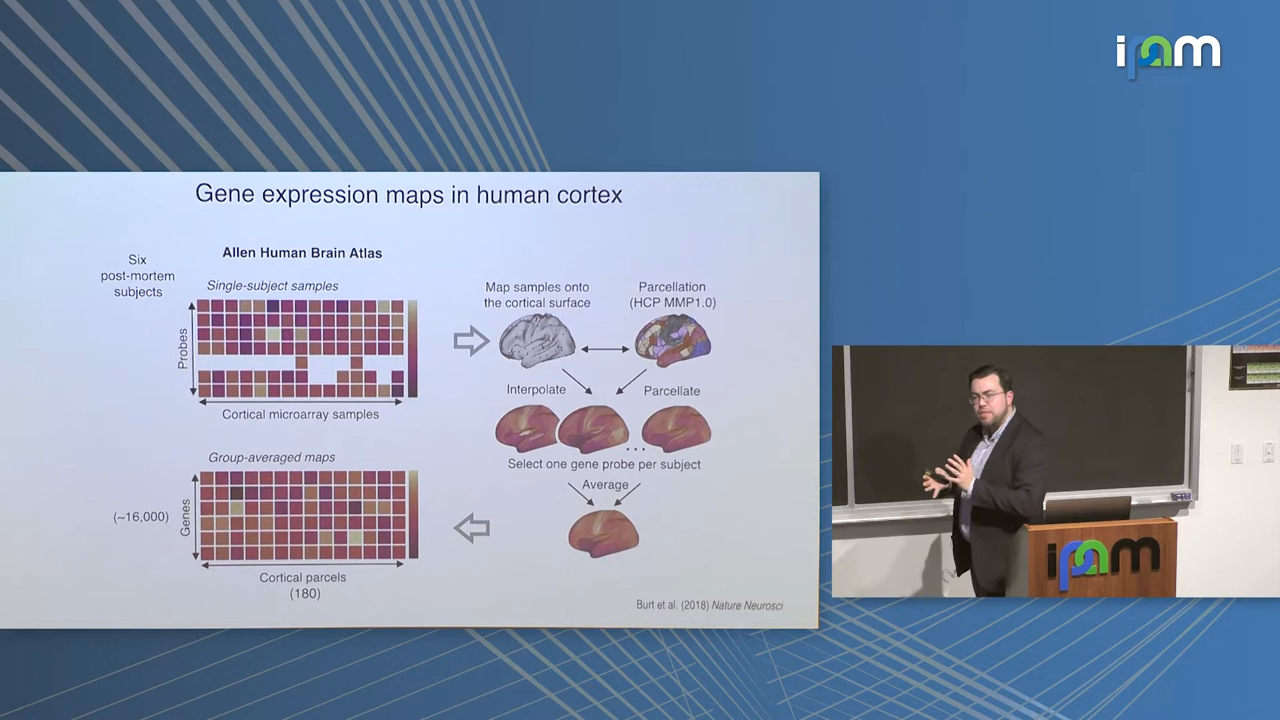 ipam
Gene expression maps in human cortex
Six
post-mortem
subjects
Allen Human Brain Atlas
Single-subject samples
Probes
Cortical microarray samples
Map samples onto
the cortical surface
Parcellation
(HCP MMP1.0)
Interpolate
Parcellate
...
Select one gene probe per subject
Average
Group-averaged maps
(~16,000)
Genes
Cortical parcels
(180)
Burt et al. (2018) Nature Neurosci
ipam